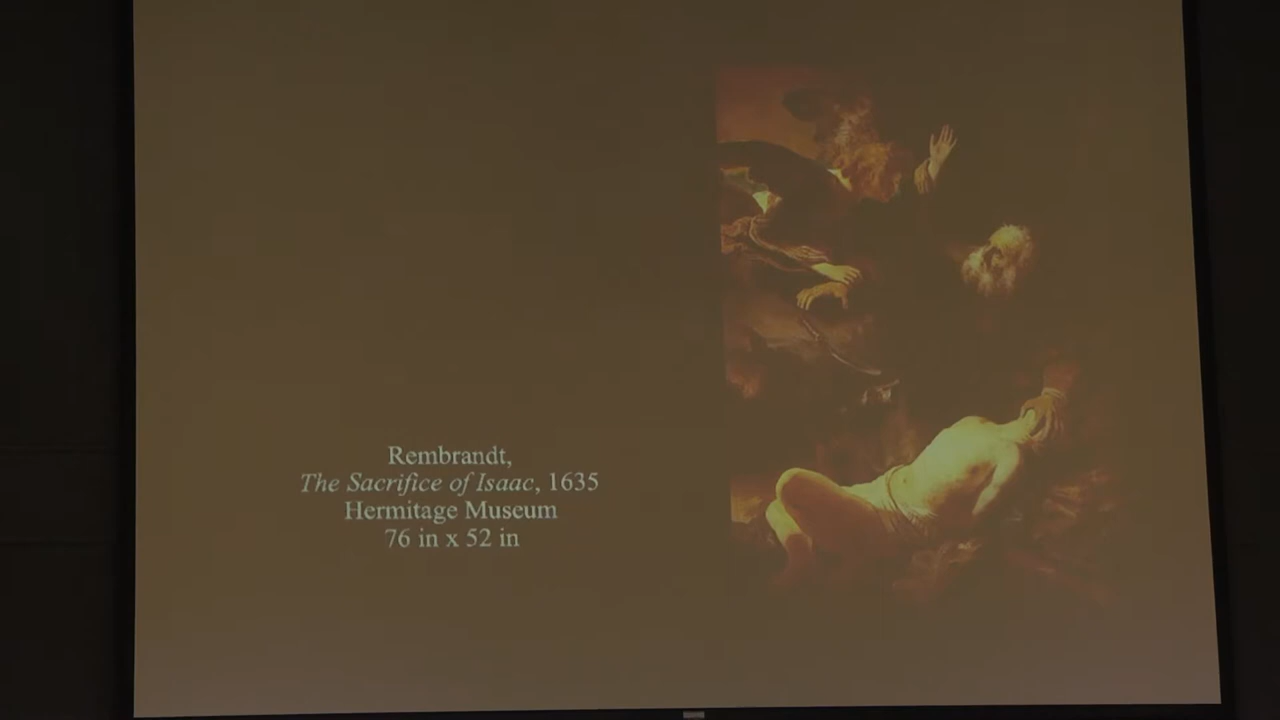 Rembrandt,
The Sacrifice of Isaac, 1635
Hermitage Museum
76 in x 52 in